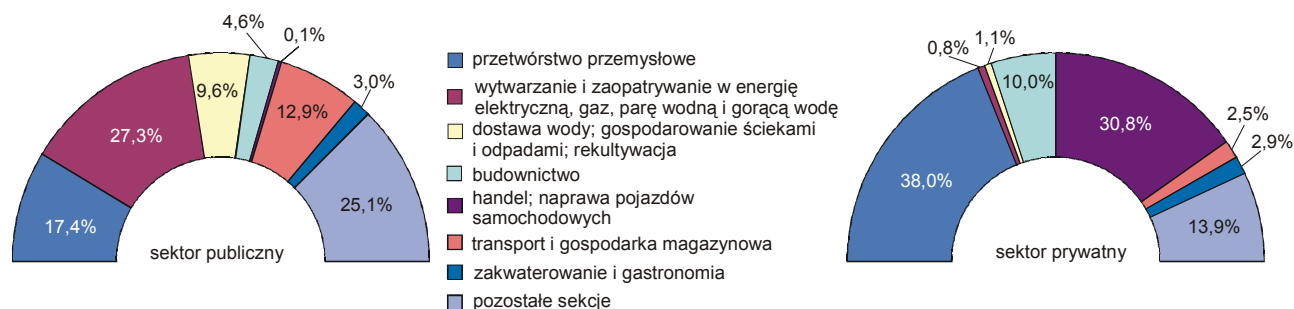 4,6%
0,1%
9,6%
3,0%
12,9%
27,3%
25,1%
17,4%
sektor publiczny
przetwórstwo przemysłowe
wytwarzanie i zaopatrywanie w energię
elektryczną, gaz, parę wodną i gorącą wodę
dostawa wody; gospodarowanie ściekami
i odpadami; rekultywacja
budownictwo
handel; naprawa pojazdów
samochodowych
transport i gospodarka magazynowa
zakwaterowanie i gastronomia
pozostałe sekcje
0,8%
1,1%
10,0%
30,8%
2,5%
2,9%
38,0%
13,9%
sektor prywatny